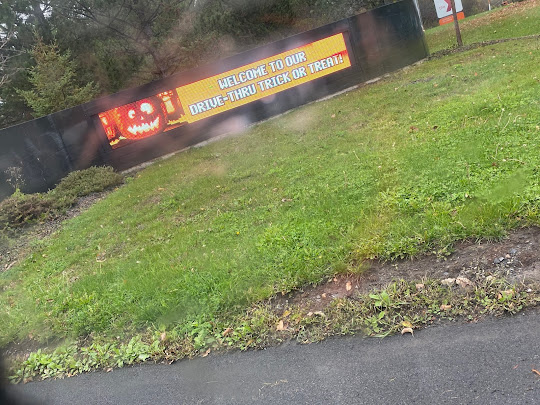 WELCOME TO OUR
DRIVE-THRU TRICK OR TREAT!